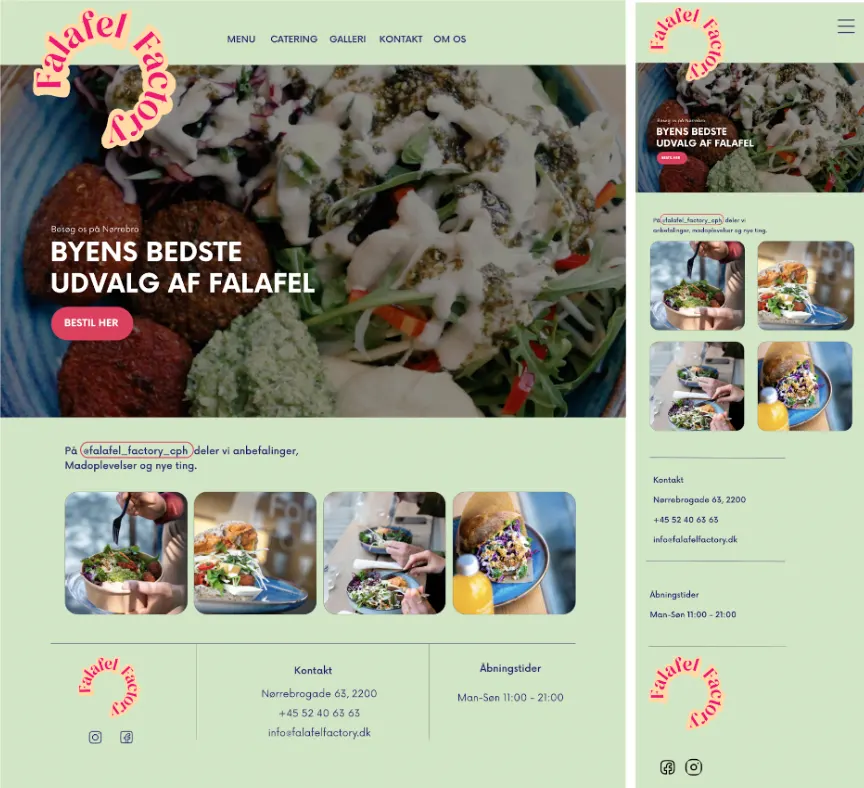 Falafel Factory
MENU CATERING GALLERI KONTAKT OM OS
Besøg os på Nørrebro
BYENS BEDSTE
UDVALG AF FALAFEL
BESTIL HER
På @falafel_factory_cph deler vi anbefalinger,
Madoplevelser og nye ting.
Falafel Factory
Kontakt
Nørrebrogade 63, 2200
+45 52 40 63 63
info@falafelfactory.dk
Åbningstider
Man-Søn 11:00 - 21:00
Falafel Factory
Besøg os på Nørrebro
BYENS BEDSTE
UDVALG AF FALAFEL
BESTIL HER
På @falafel_factory_cph deler vi
anbefalinger, madoplevelser og nye ting.
Kontakt
Nørrebrogade 63, 2200
+45 52 40 63 63
info@falafelfactory.dk
Åbningstider
Man-Søn 11:00 - 21:00
Falafel Factory